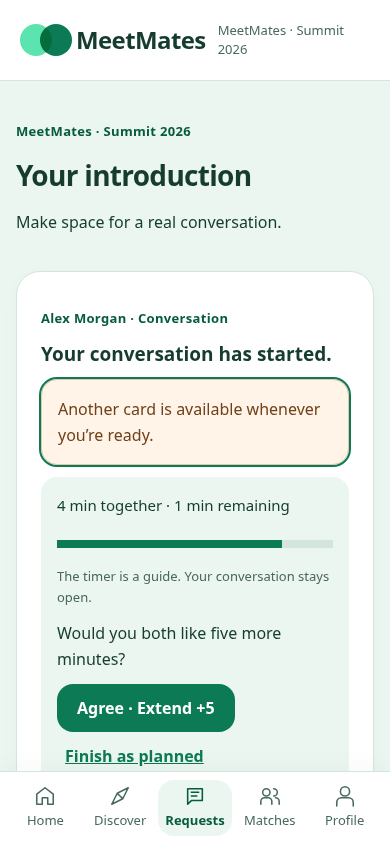 MeetMates
MeetMates · Summit
2026
MeetMates · Summit 2026
Your introduction
Make space for a real conversation.
Alex Morgan · Conversation
Your conversation has started.
Another card is available whenever
you’re ready.
4 min together · 1 min remaining
The timer is a guide. Your conversation stays
open.
Would you both like five more
minutes?
Agree · Extend +5
Finish as planned
Home
Discover
Requests
Matches
Profile